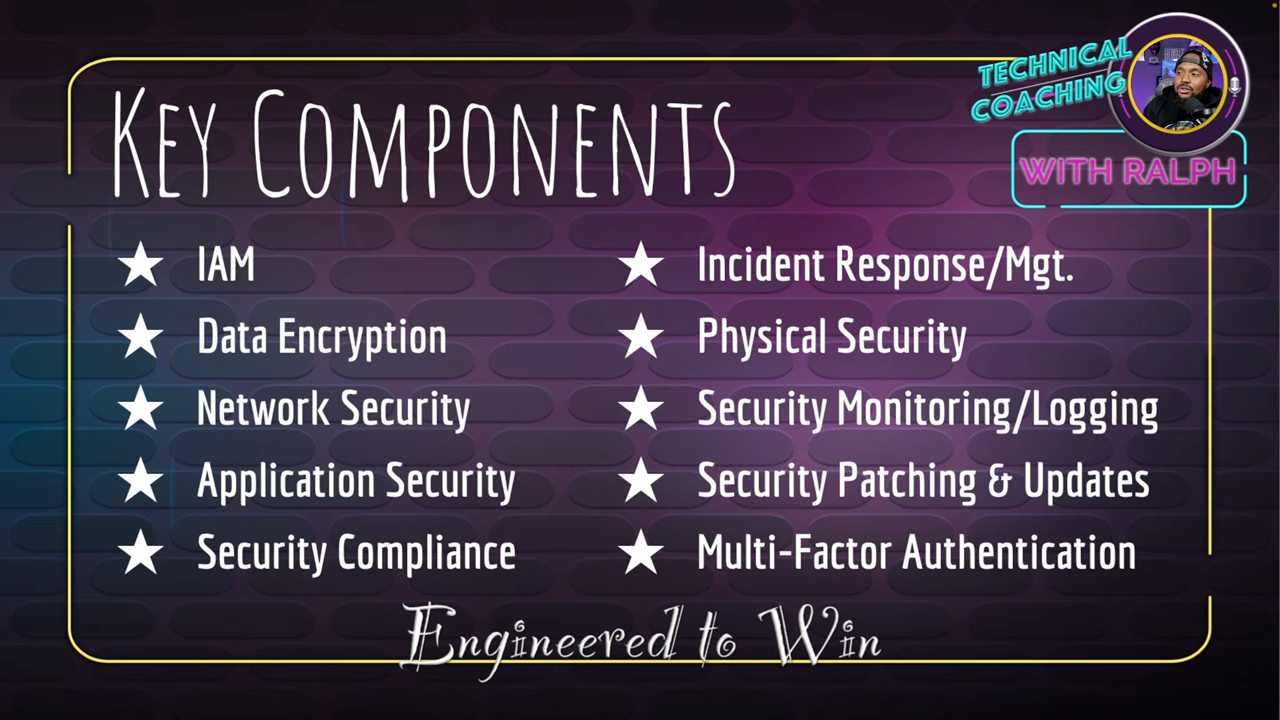 TECHNICAL
COACHING
WITH RALPH
KEY COMPONENTS
IAM
Data Encryption
Network Security
Application Security
Security Compliance
Incident Response/Mgt.
Physical Security
Security Monitoring/Logging
Security Patching & Updates
Multi-Factor Authentication
Engineered to Win